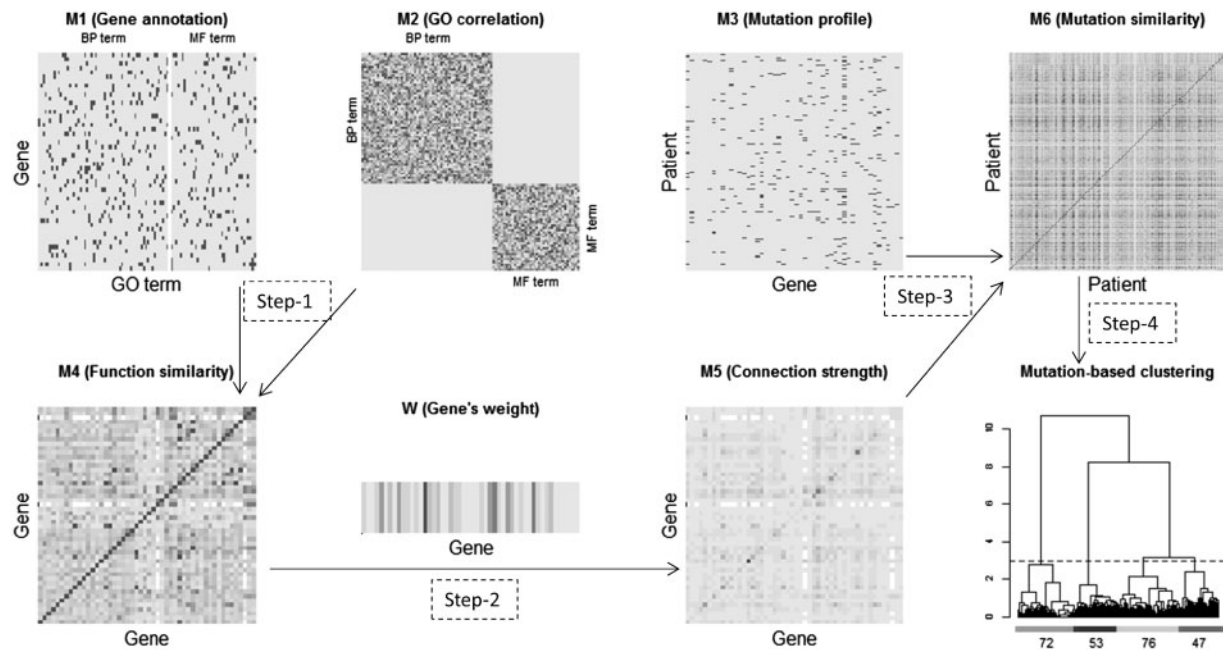 M1 (Gene annotation)
BP term MF term
Gene
GO term
M2 (GO correlation)
BP term
BP term
MF term
MF term
M3 (Mutation profile)
Patient
Gene
M6 (Mutation similarity)
Patient
Patient
Step-1
Step-3
Step-4
M4 (Function similarity)
Gene
Gene
W (Gene's weight)
Gene
Step-2
M5 (Connection strength)
Gene
Gene
Mutation-based clustering
10
8
6
4
2
0
72 53 76 47